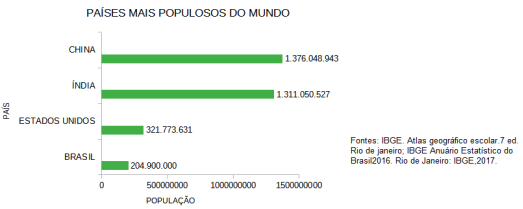 PAÍSES MAIS POPULOSOS DO MUNDO
PAÍS
CHINA
1.376.048.943
ÍNDIA
1.311.050.527
ESTADOS UNIDOS
321.773.631
BRASIL
204.900.000
0 500000000 1000000000 1500000000
POPULAÇÃO
Fontes: IBGE. Atlas geográfico escolar.7 ed.
Rio de janeiro; IBGE Anuário Estatístico do
Brasil2016. Rio de Janeiro: IBGE,2017.